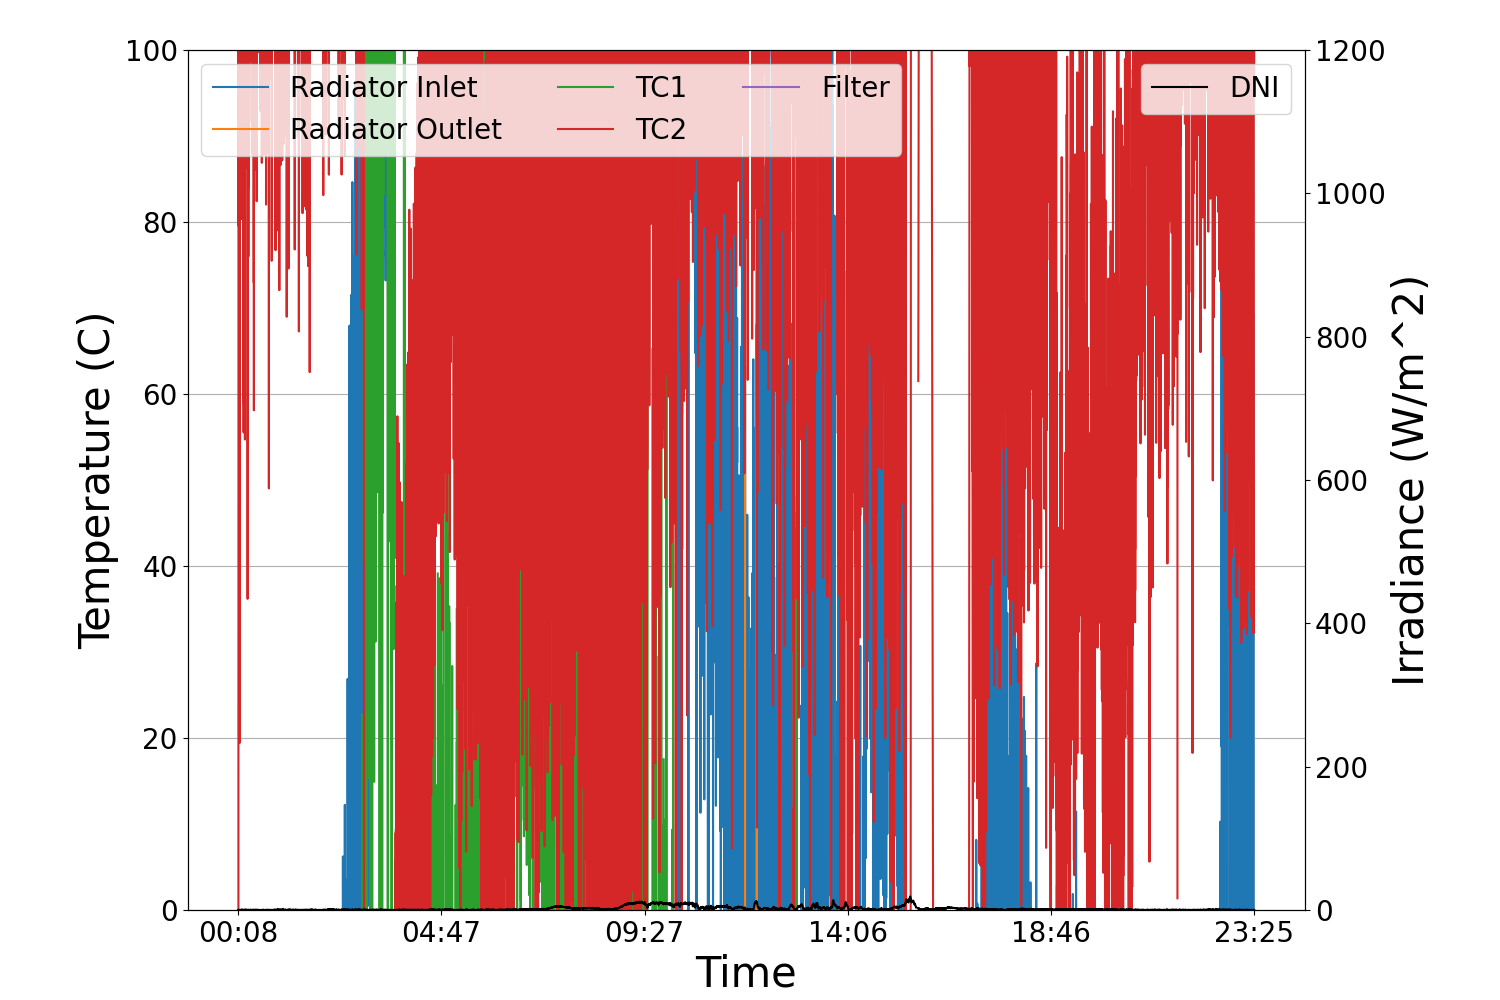 100
80
60
40
20
0
Temperature (C)
Radiator Inlet
Radiator Outlet
TC1
TC2
Filter
DNI
1200
1000
800
600
400
200
0
Irradiance (W/m^2)
00:08
04:47
09:27
14:06
18:46
23:25
Time